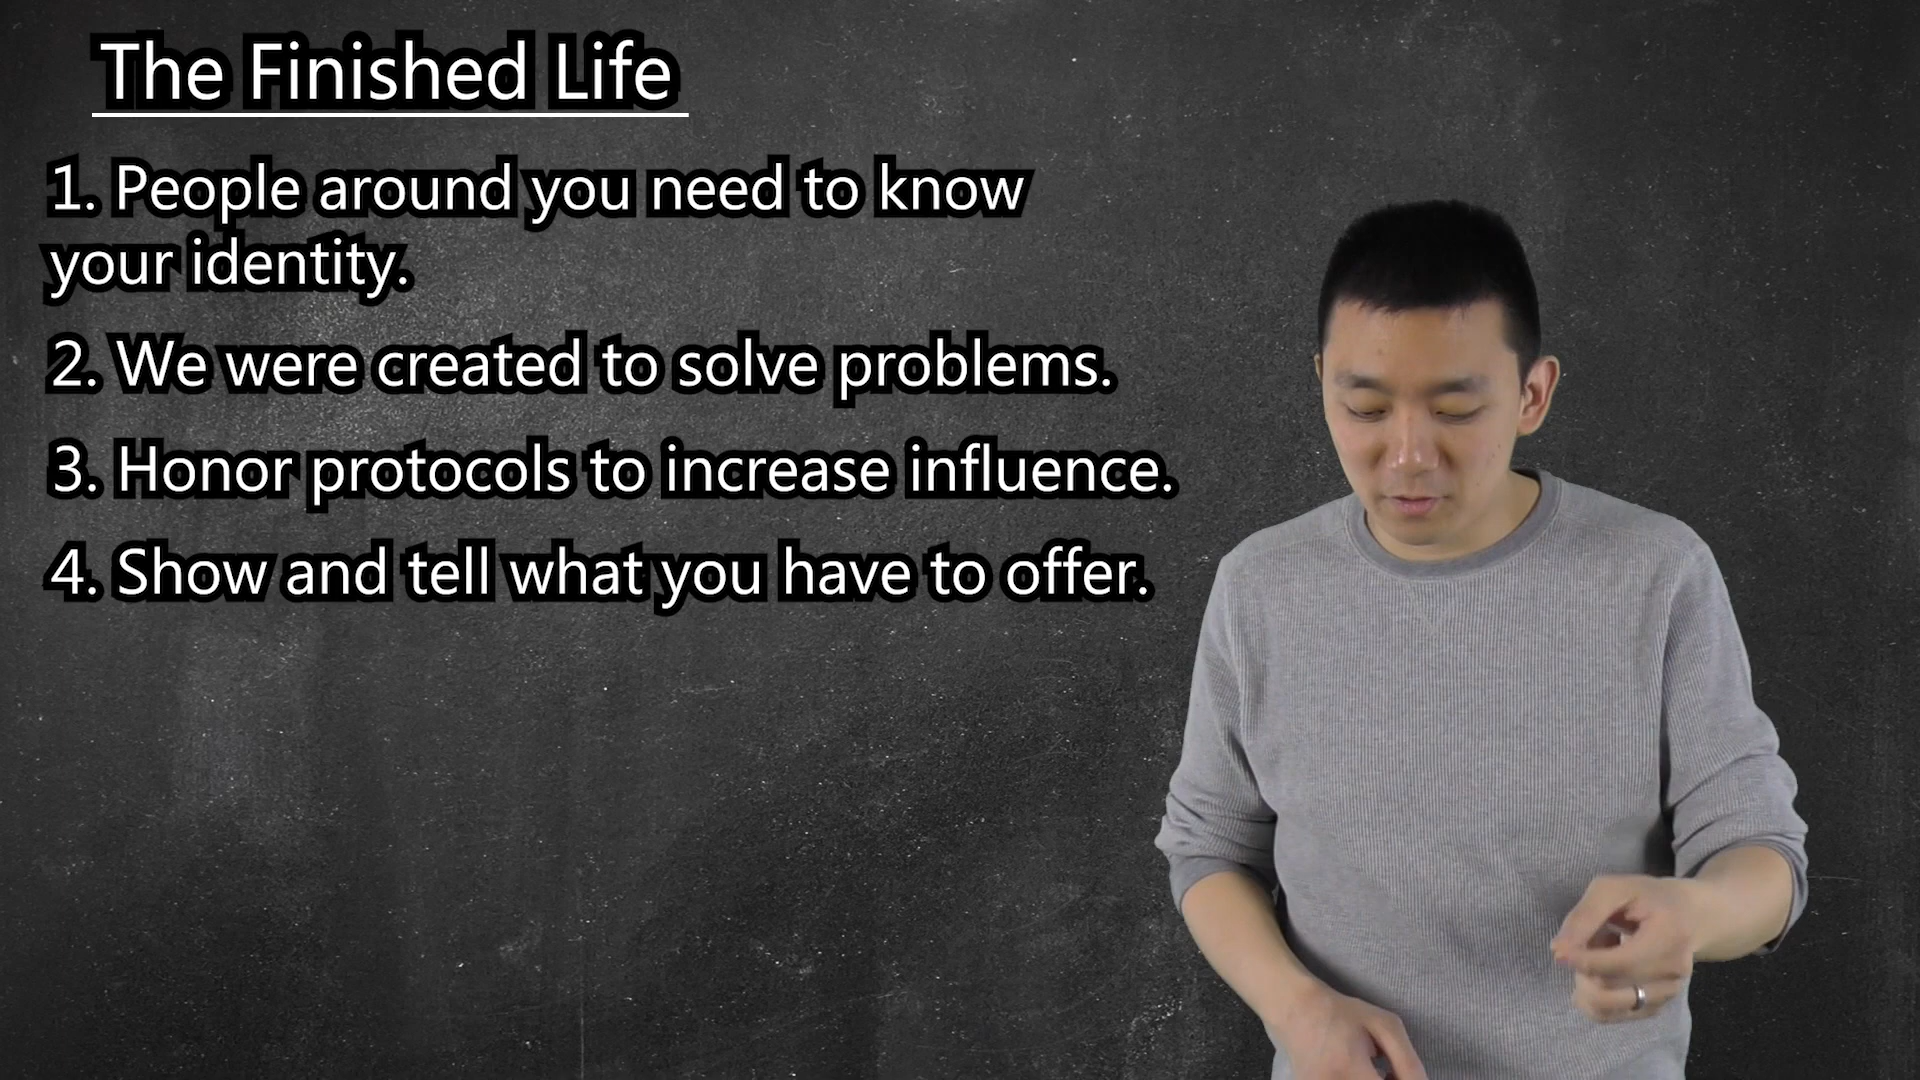 The Finished Life
1. People around you need to know
your identity.
2. We were created to solve problems.
3. Honor protocols to increase influence.
4. Show and tell what you have to offer.